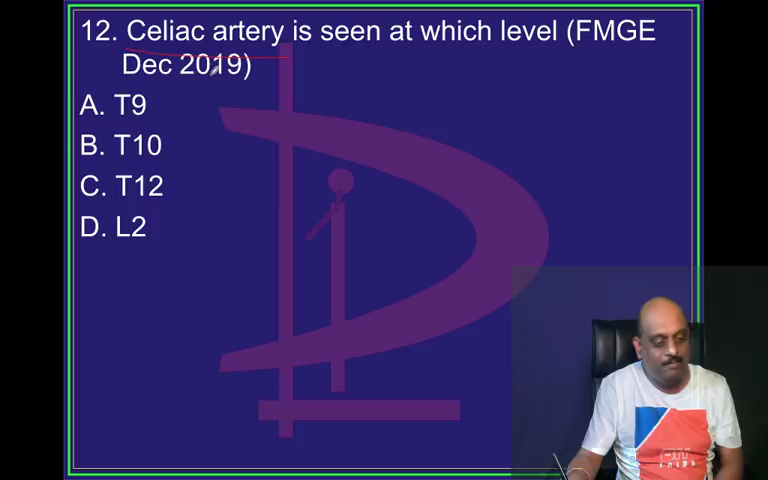 12. Celiac artery is seen at which level (FMGE
Dec 2019)
A. T9
B. T10
C. T12
D. L2